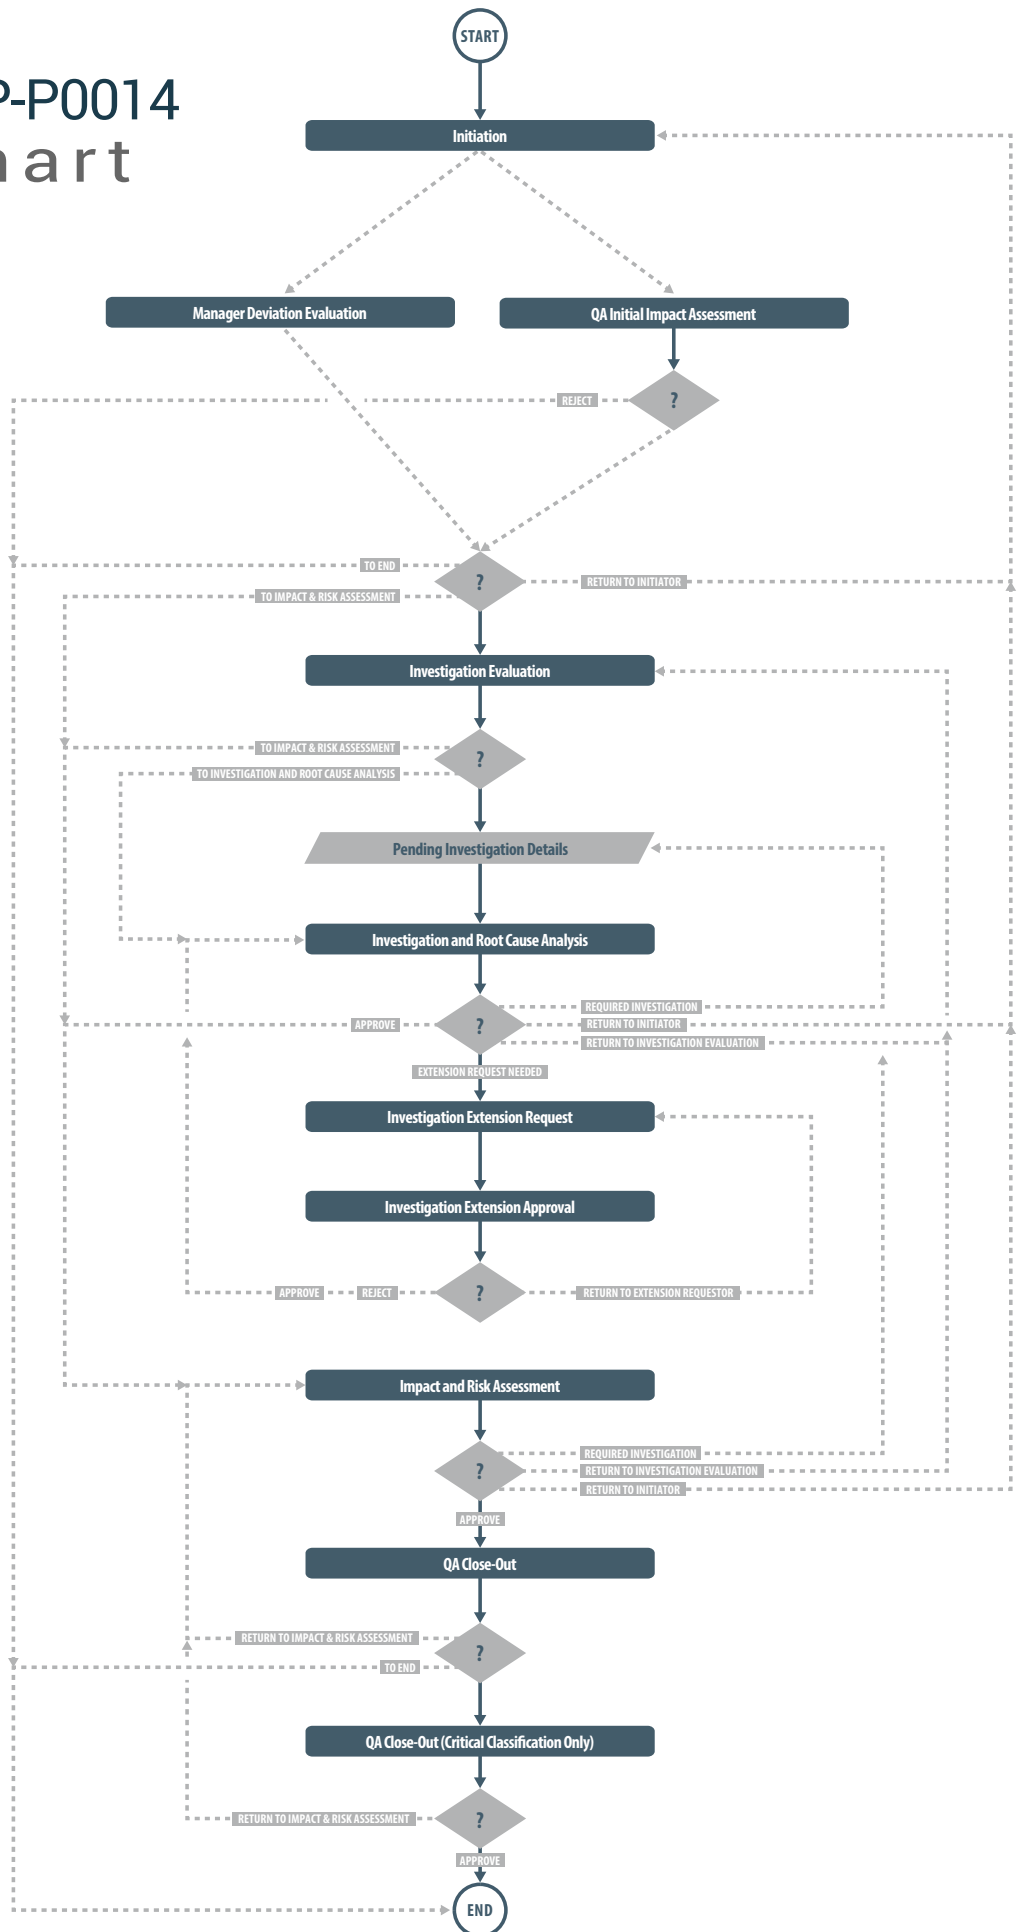 START
P-P0014
hart
Initiation
Manager Deviation Evaluation
QA Initial Impact Assessment
REJECT
?
TO END
?
RETURN TO INITIATOR
TO IMPACT & RISK ASSESSMENT
Investigation Evaluation
TO IMPACT & RISK ASSESSMENT
?
TO INVESTIGATION AND ROOT CAUSE ANALYSIS
Pending Investigation Details
Investigation and Root Cause Analysis
REQUIRED INVESTIGATION
APPROVE
?
RETURN TO INITIATOR
RETURN TO INVESTIGATION EVALUATION
EXTENSION REQUEST NEEDED
Investigation Extension Request
Investigation Extension Approval
APPROVE
REJECT
?
RETURN TO EXTENSION REQUESTOR
Impact and Risk Assessment
REQUIRED INVESTIGATION
?
RETURN TO INVESTIGATION EVALUATION
RETURN TO INITIATOR
APPROVE
QA Close-Out
RETURN TO IMPACT & RISK ASSESSMENT
?
TO END
QA Close-Out (Critical Classification Only)
RETURN TO IMPACT & RISK ASSESSMENT
?
APPROVE
END